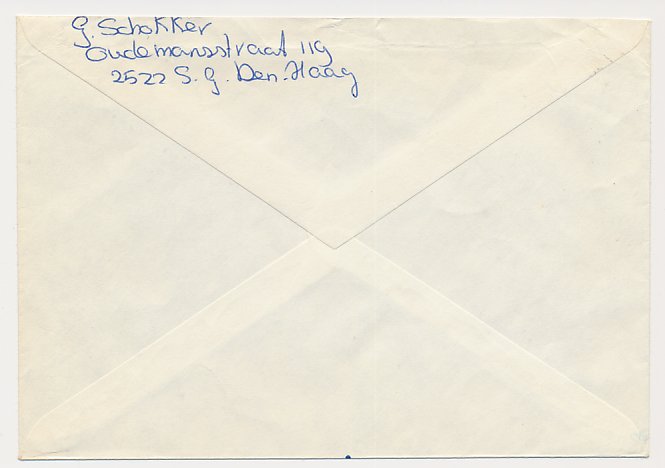 G. Schokker
Oudemansstraat 119
2522 S.G. Den-Haag